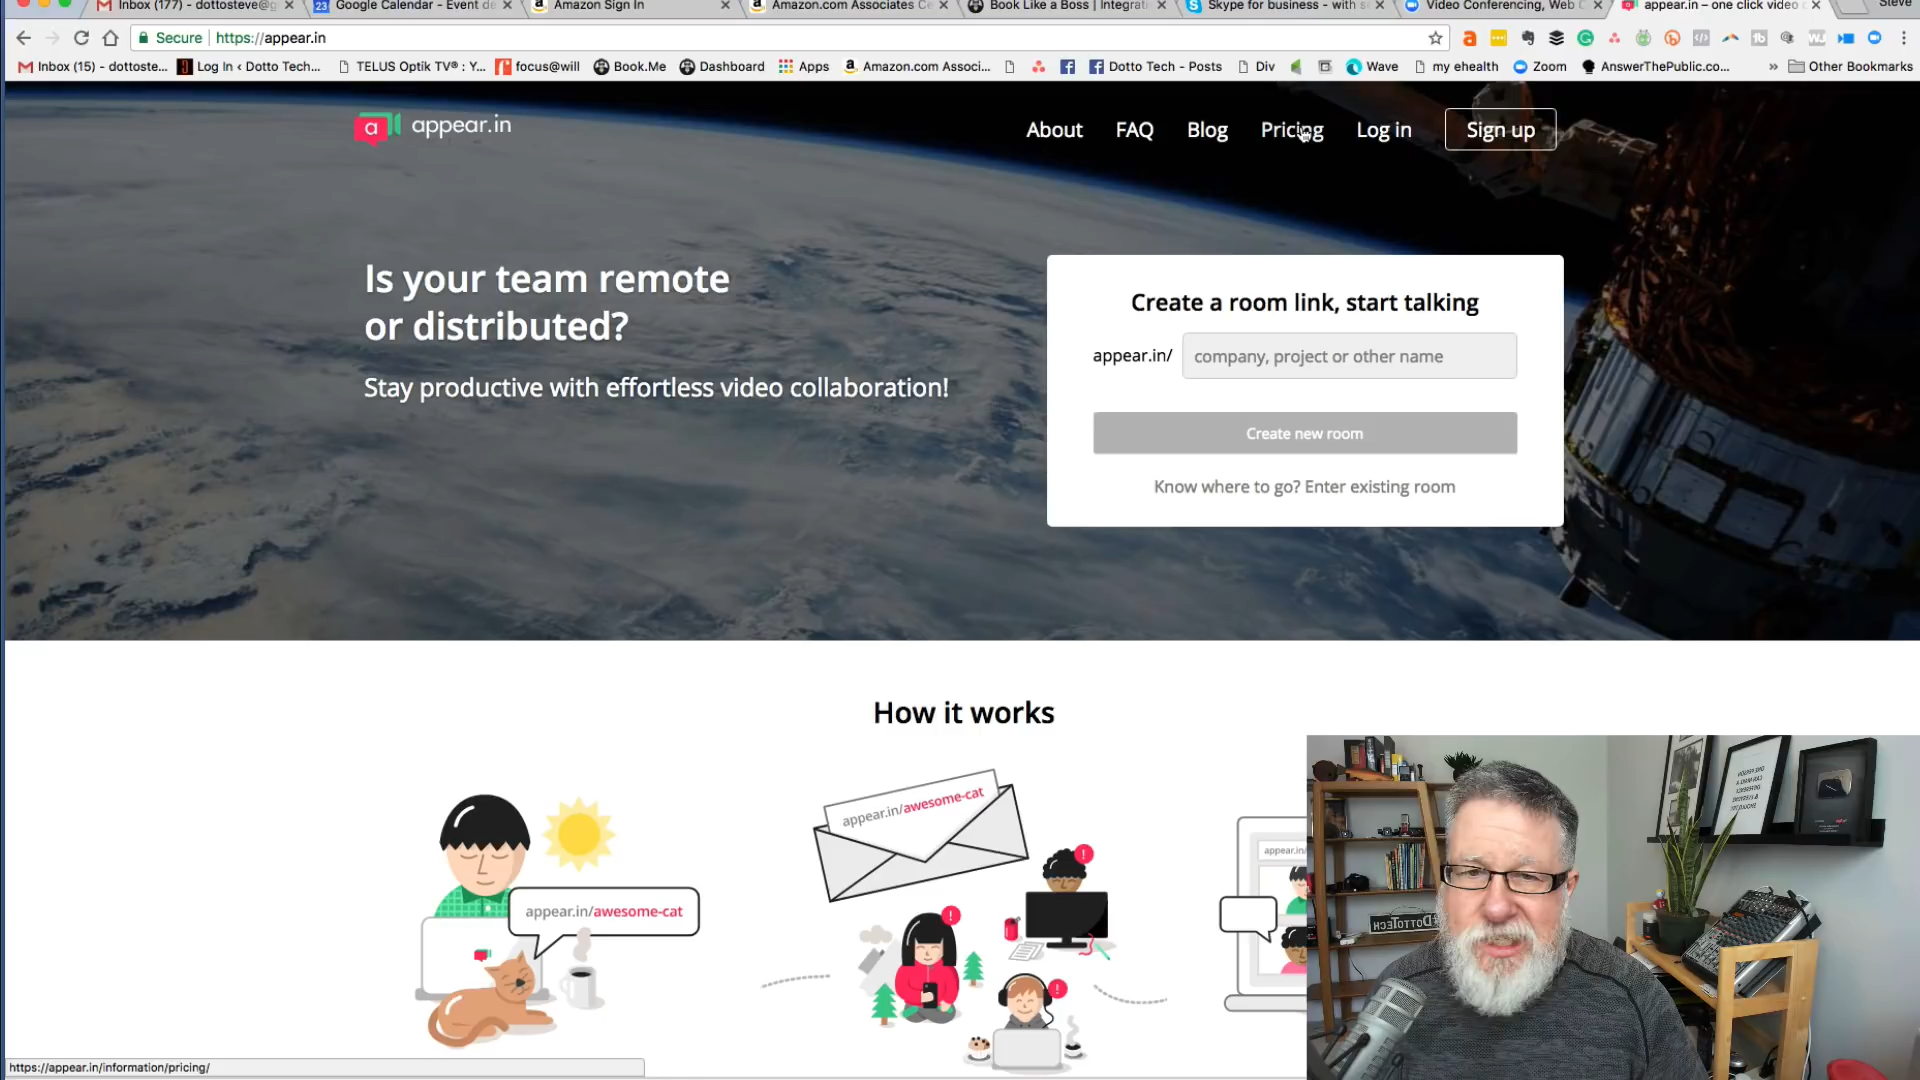 Inbox (177) - dottosteve@g
Google Calendar - Event de
Amazon Sign In
Amazon.com Associates Ce
Book Like a Boss | Integrati
Skype for business - with se
Video Conferencing, Web C
appear.in – one click video c
Steve
Secure
https://appear.in
Inbox (15) - dottoste...
Log In ‹ Dotto Tech...
TELUS Optik TV® : Y...
focus@will
Book.Me
Dashboard
Apps
Amazon.com Associ...
Dotto Tech - Posts
Div
Wave
my ehealth
Zoom
AnswerThePublic.co...
»
Other Bookmarks
a appear.in
About
FAQ
Blog
Pricing
Log in
Sign up
Is your team remote
or distributed?
Stay productive with effortless video collaboration!
Create a room link, start talking
appear.in/ company, project or other name
Create new room
Know where to go? Enter existing room
How it works
appear.in/awesome-cat
appear.in/awesome-cat
appear.in/
#DOTTOTECH
https://appear.in/information/pricing/